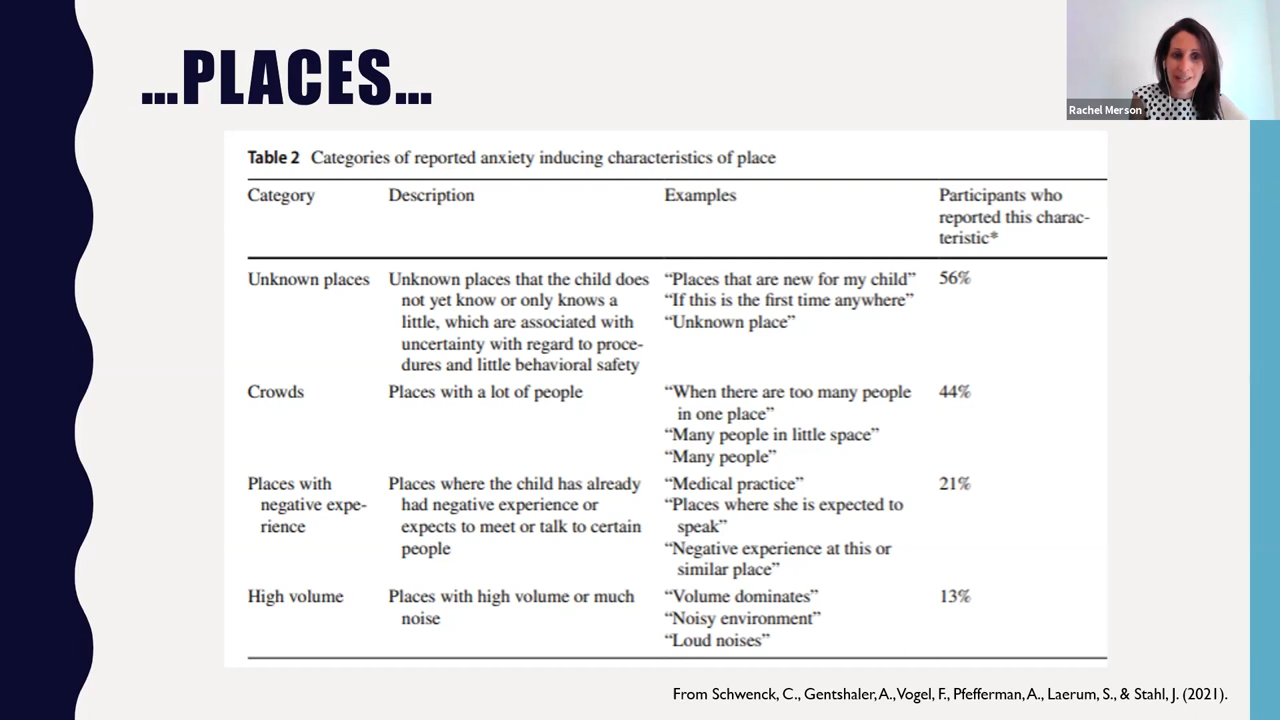 ...PLACES...
Rachel Merson
Table 2 Categories of reported anxiety inducing characteristics of place
Category Description Examples Participants who
reported this charac-
teristic*
Unknown places Unknown places that the child does “Places that are new for my child” 56%
not yet know or only knows a “If this is the first time anywhere”
little, which are associated with “Unknown place”
uncertainty with regard to proce-
dures and little behavioral safety
Crowds Places with a lot of people “When there are too many people 44%
in one place”
“Many people in little space”
“Many people”
Places with Places where the child has already “Medical practice” 21%
negative expe- had negative experience or “Places where she is expected to
rience expects to meet or talk to certain speak”
people “Negative experience at this or
similar place”
High volume Places with high volume or much “Volume dominates” 13%
noise “Noisy environment”
“Loud noises”
From Schwenck, C., Gentshaler, A., Vogel, F., Pfefferman, A., Laerum, S., & Stahl, J. (2021).